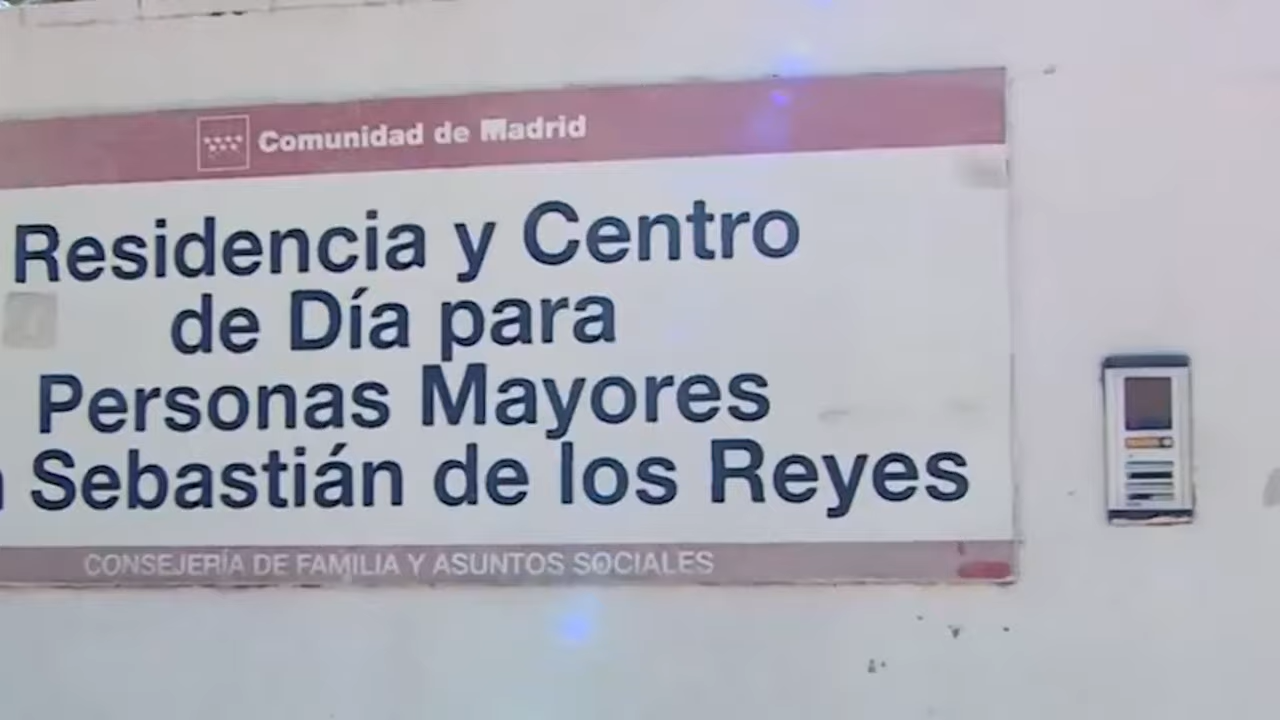 Comunidad de Madrid
Residencia y Centro
de Día para
Personas Mayores
Sebastián de los Reyes
CONSEJERÍA DE FAMILIA Y ASUNTOS SOCIALES